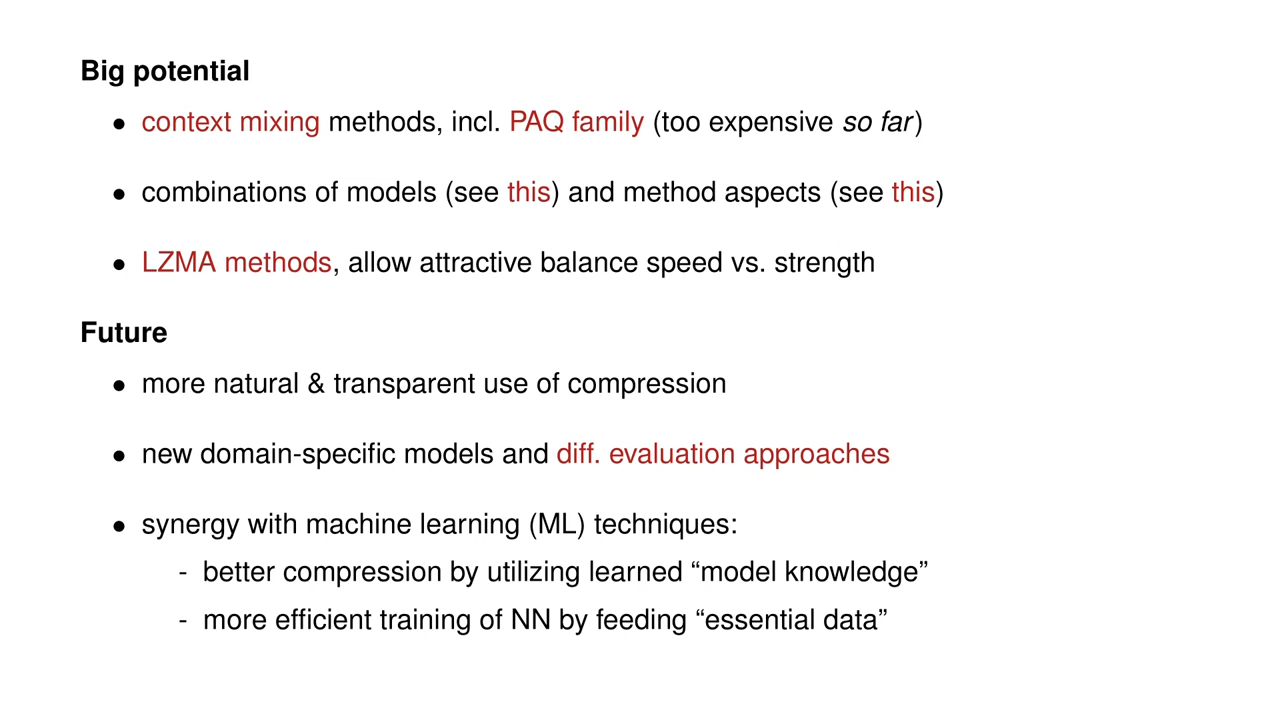 Big potential
• context mixing methods, incl. PAQ family (too expensive so far)
• combinations of models (see this) and method aspects (see this)
• LZMA methods, allow attractive balance speed vs. strength
Future
• more natural & transparent use of compression
• new domain-specific models and diff. evaluation approaches
• synergy with machine learning (ML) techniques:
- better compression by utilizing learned “model knowledge”
- more efficient training of NN by feeding “essential data”